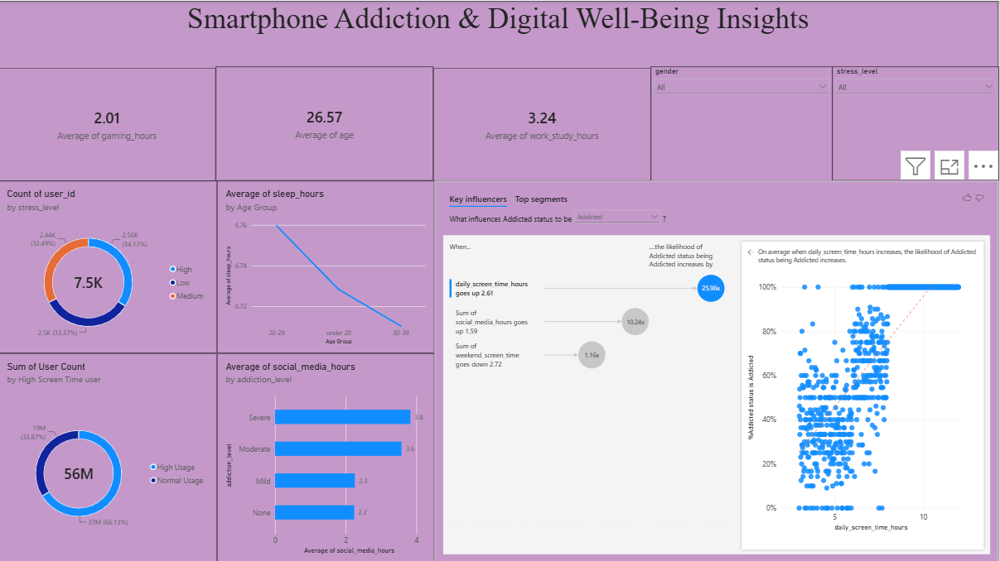 Smartphone Addiction & Digital Well-Being Insights
2.01
Average of gaming_hours
26.57
Average of age
3.24
Average of work_study_hours
gender
All
stress_level
All
Count of user_id
by stress_level
2.44K
(32.49%)
2.56K
(34.13%)
7.5K
2.5K (33.37%)
High
Low
Medium
Average of sleep_hours
by Age Group
Average of sleep_hours
6.76
6.74
6.72
20-29
under 20
30-39
Age Group
Sum of User Count
by High Screen Time user
19M
(33.87%)
56M
37M (66.13%)
High Usage
Normal Usage
Average of social_media_hours
by addiction_level
addiction_level
Severe
3.8
Moderate
3.6
Mild
2.3
None
2.2
0
2
4
Average of social_media_hours
Key influencers
Top segments
What influences Addicted status to be
Addicted
?
When...
...the likelihood of
Addicted status being
Addicted increases by
daily_screen_time_hours
goes up 2.61
25.96x
Sum of
social_media_hours goes
up 1.59
10.24x
Sum of
weekend_screen_time
goes down 2.72
1.16x
On average when daily_screen_time_hours increases, the likelihood of Addicted
status being Addicted increases.
%Addicted status is Addicted
100%
80%
60%
40%
20%
0%
5
10
daily_screen_time_hours